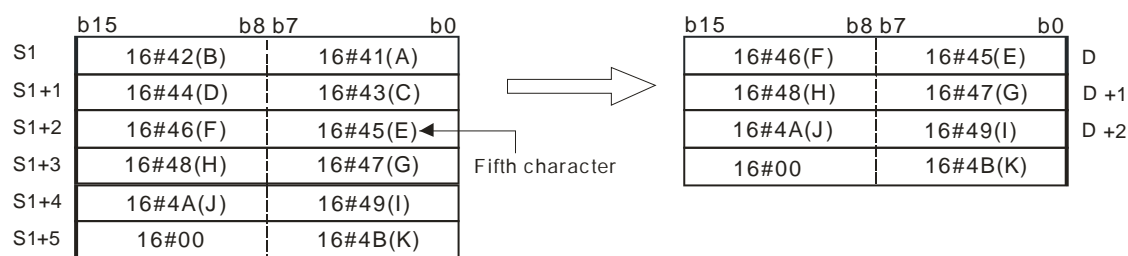 b15 b8 b7 b0
S1 16#42(B) 16#41(A)
S1+1 16#44(D) 16#43(C)
S1+2 16#46(F) 16#45(E)
S1+3 16#48(H) 16#47(G)
S1+4 16#4A(J) 16#49(I)
S1+5 16#00 16#4B(K)
Fifth character
b15 b8 b7 b0
16#46(F) 16#45(E) D
16#48(H) 16#47(G) D +1
16#4A(J) 16#49(I) D +2
16#00 16#4B(K)